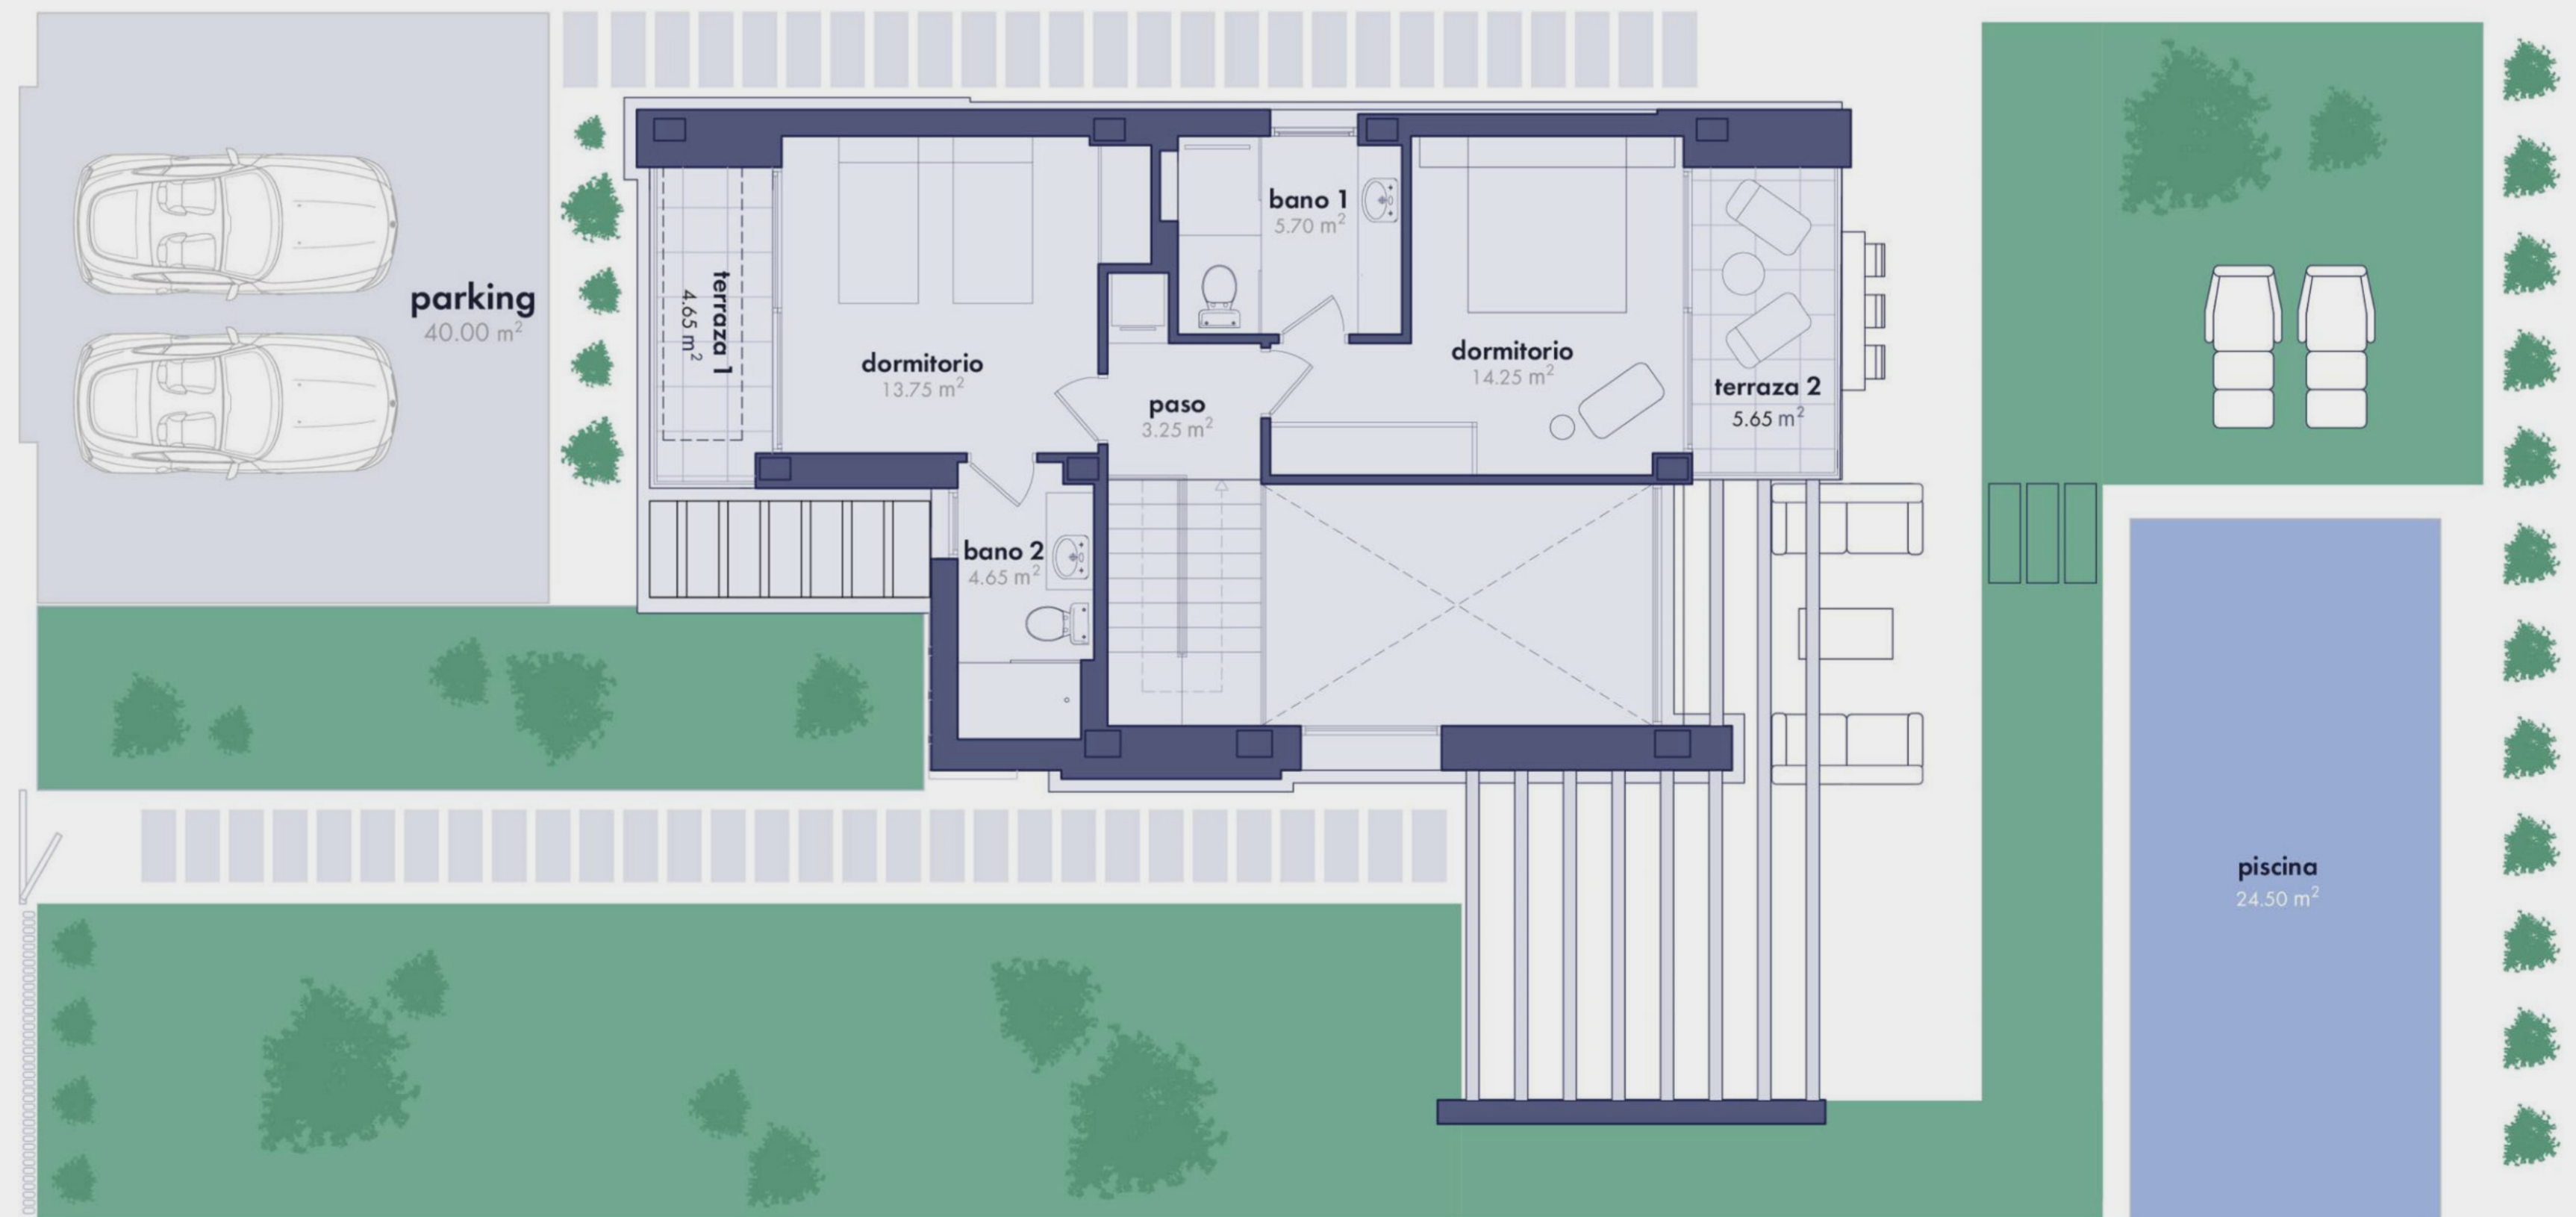 parking
40.00 m²
terraza 1
4.65 m²
dormitorio
13.75 m²
bano 1
5.70 m²
paso
3.25 m²
dormitorio
14.25 m²
terraza 2
5.65 m²
bano 2
4.65 m²
piscina
24.50 m²